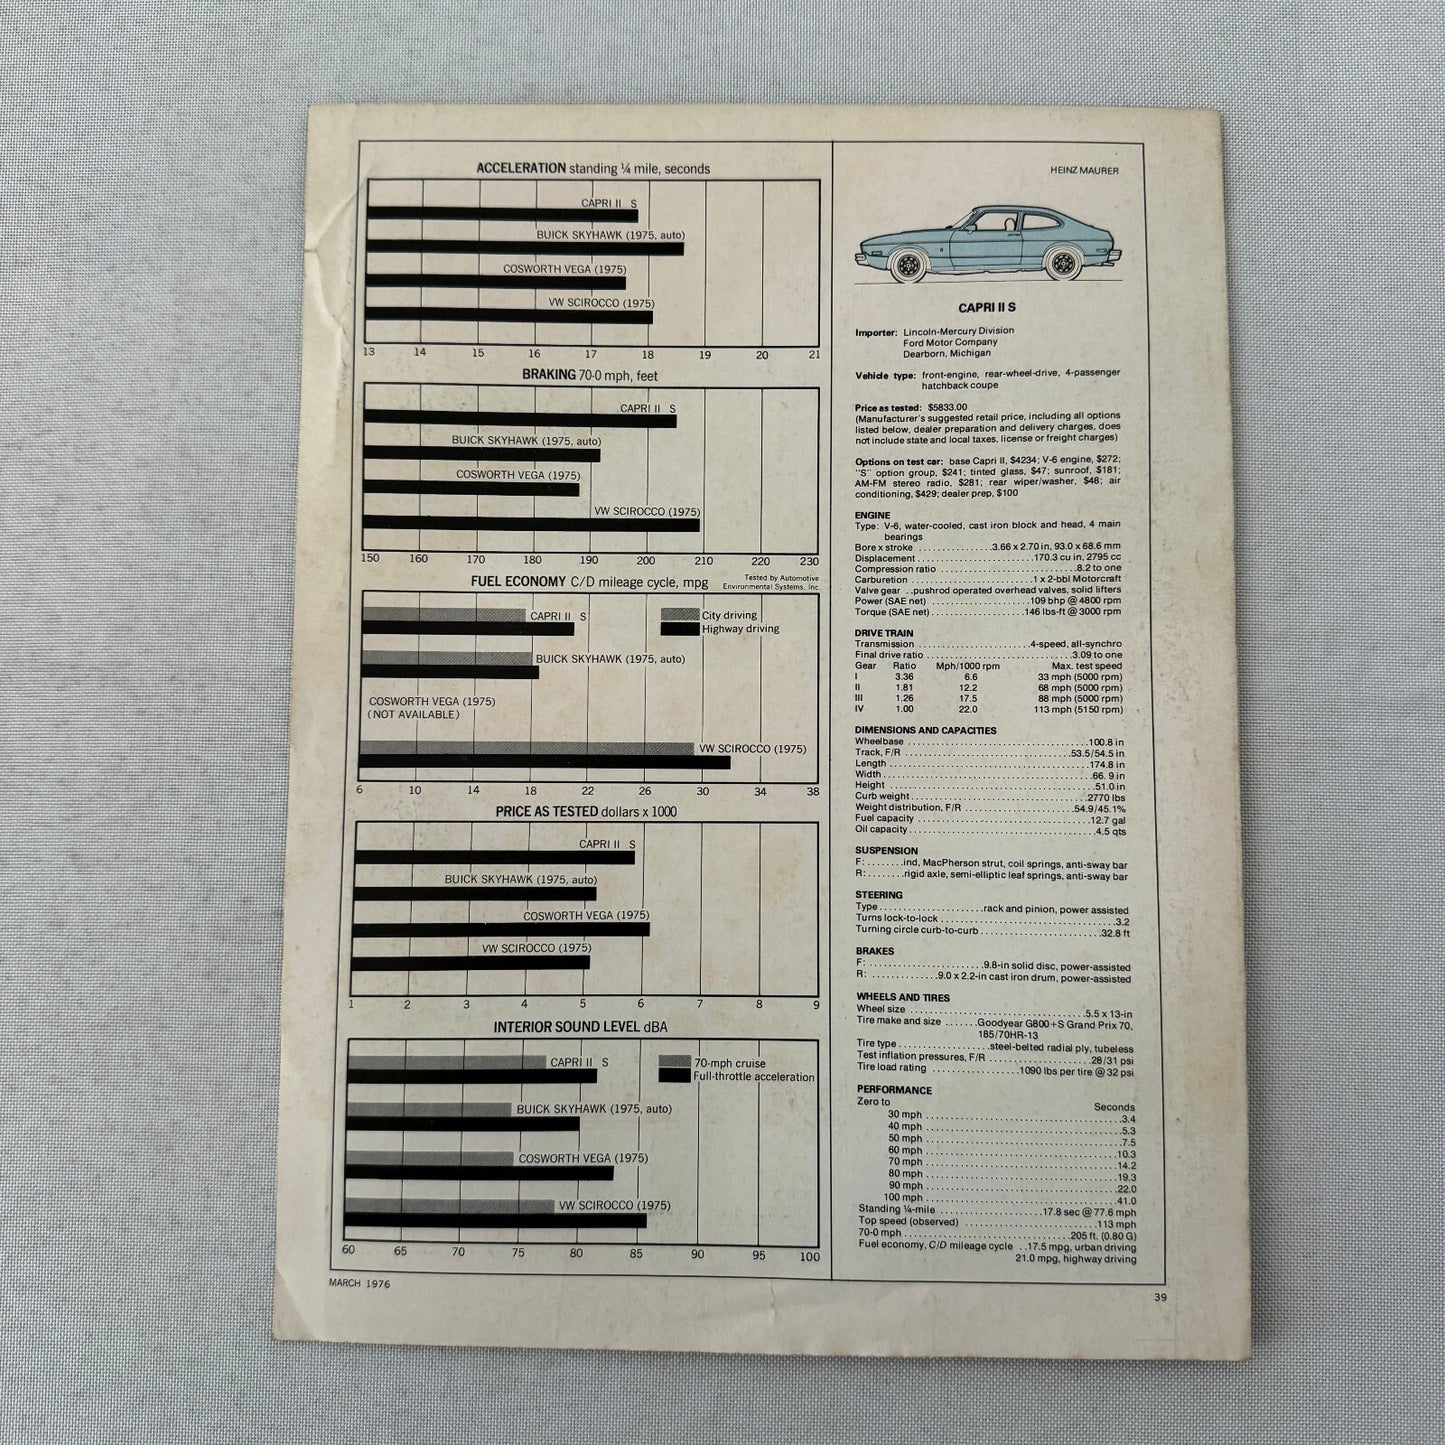 ACCELERATION standing ¼ mile, seconds
CAPRI II S
BUICK SKYHAWK (1975, auto)
COSWORTH VEGA (1975)
VW SCIROCCO (1975)
13 14 15 16 17 18 19 20 21
BRAKING 70-0 mph, feet
CAPRI II S
BUICK SKYHAWK (1975, auto)
COSWORTH VEGA (1975)
VW SCIROCCO (1975)
150 160 170 180 190 200 210 220 230
FUEL ECONOMY C/D mileage cycle, mpg
Tested by Automotive
Environmental Systems, Inc.
CAPRI II S
City driving
Highway driving
BUICK SKYHAWK (1975, auto)
COSWORTH VEGA (1975)
(NOT AVAILABLE)
VW SCIROCCO (1975)
6 10 14 18 22 26 30 34 38
PRICE AS TESTED dollars x 1000
CAPRI II S
BUICK SKYHAWK (1975, auto)
COSWORTH VEGA (1975)
VW SCIROCCO (1975)
1 2 3 4 5 6 7 8 9
INTERIOR SOUND LEVEL dBA
CAPRI II S
70-mph cruise
Full-throttle acceleration
BUICK SKYHAWK (1975, auto)
COSWORTH VEGA (1975)
VW SCIROCCO (1975)
60 65 70 75 80 85 90 95 100
MARCH 1976
HEINZ MAURER
CAPRI II S
Importer: Lincoln-Mercury Division
Ford Motor Company
Dearborn, Michigan
Vehicle type: front-engine, rear-wheel-drive, 4-passenger
hatchback coupe
Price as tested: $5833.00
(Manufacturer's suggested retail price, including all options
listed below, dealer preparation and delivery charges, does
not include state and local taxes, license or freight charges)
Options on test car: base Capri II, $4234; V-6 engine, $272;
"S" option group, $241; tinted glass, $47; sunroof, $181;
AM-FM stereo radio, $281; rear wiper/washer, $48; air
conditioning, $429; dealer prep, $100
ENGINE
Type: V-6, water-cooled, cast iron block and head, 4 main
bearings
Bore x stroke ..............3.66 x 2.70 in, 93.0 x 68.6 mm
Displacement .....................170.3 cu in, 2795 cc
Compression ratio ..............................8.2 to one
Carburetion .......................1 x 2-bbl Motorcraft
Valve gear ..pushrod operated overhead valves, solid lifters
Power (SAE net) ...................109 bhp @ 4800 rpm
Torque (SAE net) ..................146 lbs-ft @ 3000 rpm
DRIVE TRAIN
Transmission .........................4-speed, all-synchro
Final drive ratio ...........................3.09 to one
Gear Ratio Mph/1000 rpm Max. test speed
I 3.36 6.6 33 mph (5000 rpm)
II 1.81 12.2 68 mph (5000 rpm)
III 1.26 17.5 88 mph (5000 rpm)
IV 1.00 22.0 113 mph (5150 rpm)
DIMENSIONS AND CAPACITIES
Wheelbase .................................100.8 in
Track, F/R .............................53.5/54.5 in
Length ....................................174.8 in
Width .....................................66.9 in
Height ....................................51.0 in
Curb weight ...............................2770 lbs
Weight distribution, F/R ...................54.9/45.1%
Fuel capacity ..............................12.7 gal
Oil capacity ................................4.5 qts
SUSPENSION
F: ........ind, MacPherson strut, coil springs, anti-sway bar
R: ........rigid axle, semi-elliptic leaf springs, anti-sway bar
STEERING
Type ....................rack and pinion, power assisted
Turns lock-to-lock ...............................3.2
Turning circle curb-to-curb .....................32.8 ft
BRAKES
F: .....................9.8-in solid disc, power-assisted
R: ............9.0 x 2.2-in cast iron drum, power-assisted
WHEELS AND TIRES
Wheel size ...............................5.5 x 13-in
Tire make and size .......Goodyear G800+S Grand Prix 70,
185/70HR-13
Tire type ................steel-belted radial ply, tubeless
Test inflation pressures, F/R ...................28/31 psi
Tire load rating ................1090 lbs per tire @ 32 psi
PERFORMANCE
Zero to Seconds
30 mph ..................................3.4
40 mph ..................................5.3
50 mph ..................................7.5
60 mph .................................10.3
70 mph .................................14.2
80 mph .................................19.3
90 mph .................................22.0
100 mph ................................41.0
Standing ¼-mile ...................17.8 sec @ 77.6 mph
Top speed (observed) .........................113 mph
70-0 mph ............................205 ft. (0.80 G)
Fuel economy, C/D mileage cycle ..17.5 mpg, urban driving
21.0 mpg, highway driving
39